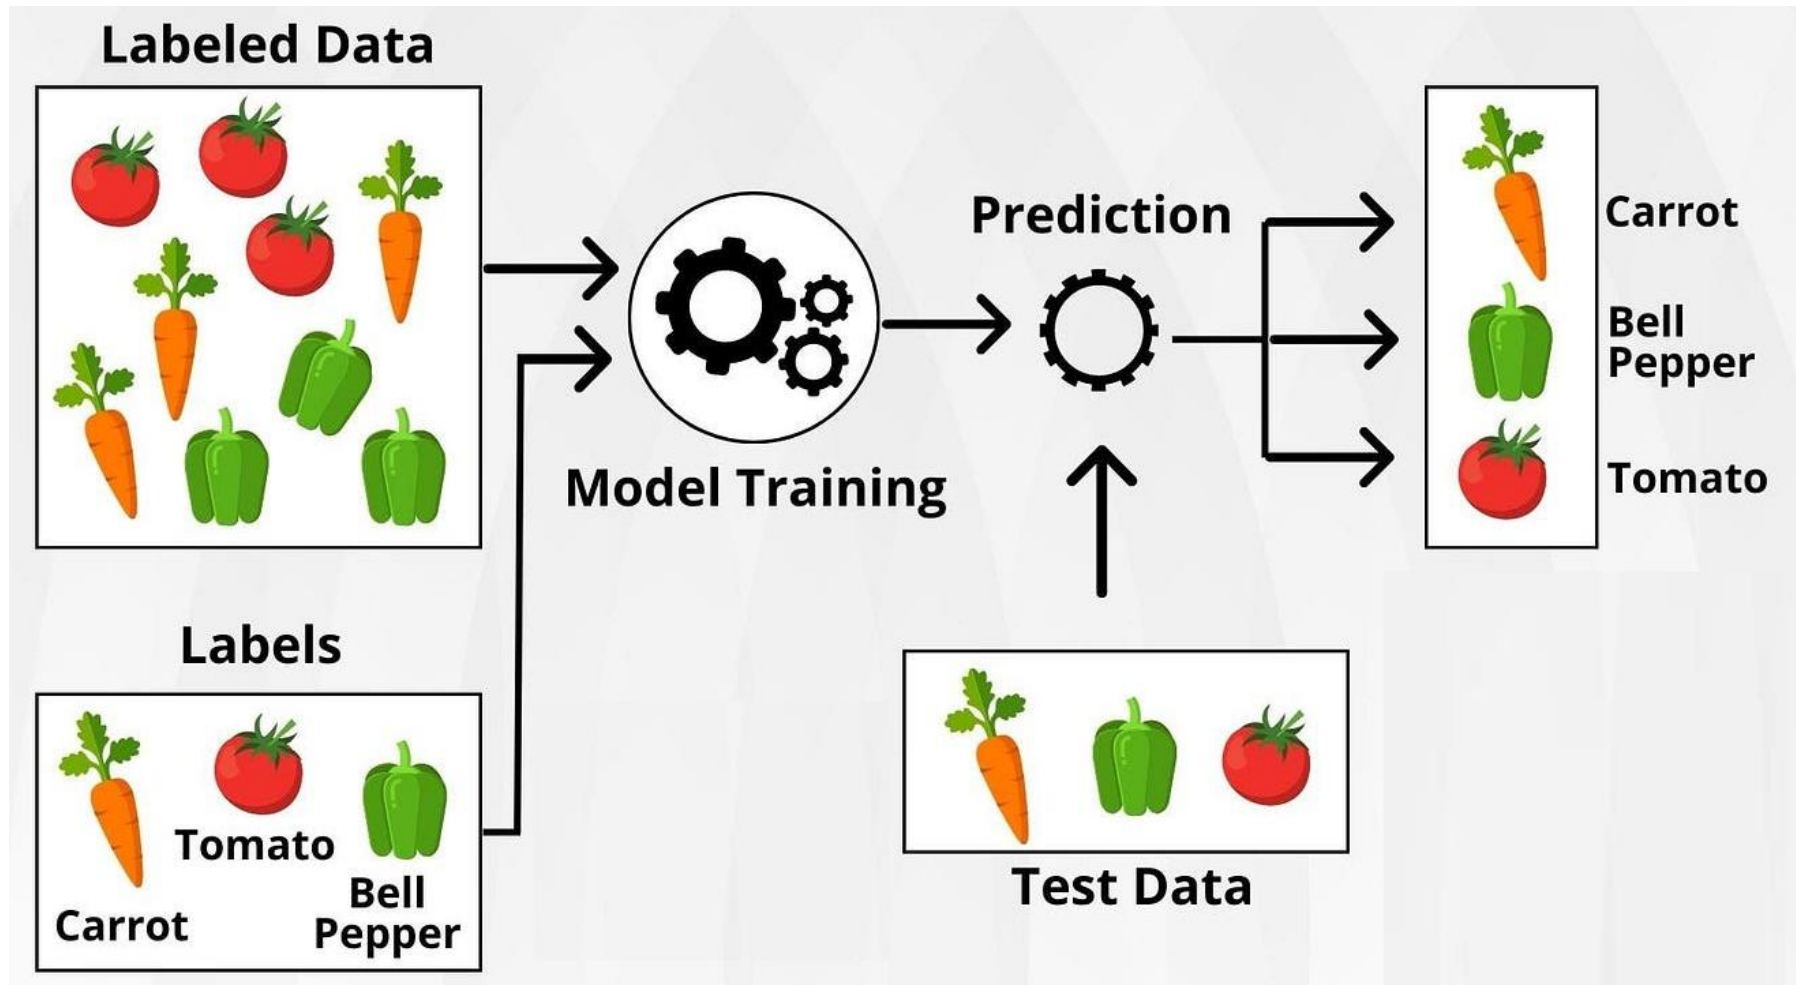 Labeled Data
Labels
Carrot
Tomato
Bell
Pepper
Model Training
Prediction
Test Data
Carrot
Bell
Pepper
Tomato